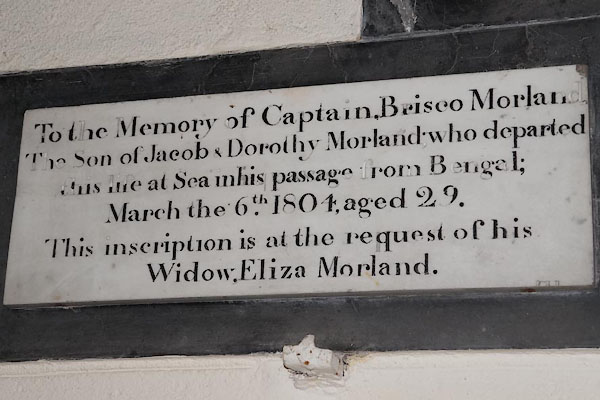 To the Memory of Captain, Brisco Morland
The Son of Jacob & Dorothy Morland; who departed
this life at Sea in his passage from Bengal;
March the 6th 1804, aged 29.
This inscription is at the request of his
Widow, Eliza Morland.